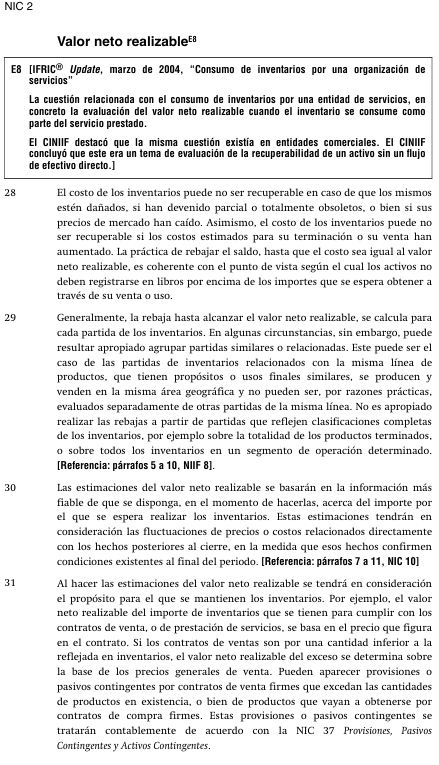 NIC 2
Valor neto realizableE8
E8 [IFRIC® Update, marzo de 2004, “Consumo de inventarios por una organización de
servicios”
La cuestión relacionada con el consumo de inventarios por una entidad de servicios, en
concreto la evaluación del valor neto realizable cuando el inventario se consume como
parte del servicio prestado.
El CINIIF destacó que la misma cuestión existía en entidades comerciales. El CINIIF
concluyó que este era un tema de evaluación de la recuperabilidad de un activo sin un flujo
de efectivo directo.]
28 El costo de los inventarios puede no ser recuperable en caso de que los mismos
estén dañados, si han devenido parcial o totalmente obsoletos, o bien si sus
precios de mercado han caído. Asimismo, el costo de los inventarios puede no
ser recuperable si los costos estimados para su terminación o su venta han
aumentado. La práctica de rebajar el saldo, hasta que el costo sea igual al valor
neto realizable, es coherente con el punto de vista según el cual los activos no
deben registrarse en libros por encima de los importes que se espera obtener a
través de su venta o uso.
29 Generalmente, la rebaja hasta alcanzar el valor neto realizable, se calcula para
cada partida de los inventarios. En algunas circunstancias, sin embargo, puede
resultar apropiado agrupar partidas similares o relacionadas. Este puede ser el
caso de las partidas de inventarios relacionados con la misma línea de
productos, que tienen propósitos o usos finales similares, se producen y
venden en la misma área geográfica y no pueden ser, por razones prácticas,
evaluados separadamente de otras partidas de la misma línea. No es apropiado
realizar las rebajas a partir de partidas que reflejen clasificaciones completas
de los inventarios, por ejemplo sobre la totalidad de los productos terminados,
o sobre todos los inventarios en un segmento de operación determinado.
[Referencia: párrafos 5 a 10, NIIF 8].
30 Las estimaciones del valor neto realizable se basarán en la información más
fiable de que se disponga, en el momento de hacerlas, acerca del importe por
el que se espera realizar los inventarios. Estas estimaciones tendrán en
consideración las fluctuaciones de precios o costos relacionados directamente
con los hechos posteriores al cierre, en la medida que esos hechos confirmen
condiciones existentes al final del periodo. [Referencia: párrafos 7 a 11, NIC 10]
31 Al hacer las estimaciones del valor neto realizable se tendrá en consideración
el propósito para el que se mantienen los inventarios. Por ejemplo, el valor
neto realizable del importe de inventarios que se tienen para cumplir con los
contratos de venta, o de prestación de servicios, se basa en el precio que figura
en el contrato. Si los contratos de ventas son por una cantidad inferior a la
reflejada en inventarios, el valor neto realizable del exceso se determina sobre
la base de los precios generales de venta. Pueden aparecer provisiones o
pasivos contingentes por contratos de venta firmes que excedan las cantidades
de productos en existencia, o bien de productos que vayan a obtenerse por
contratos de compra firmes. Estas provisiones o pasivos contingentes se
tratarán contablemente de acuerdo con la NIC 37 Provisiones, Pasivos
Contingentes y Activos Contingentes.